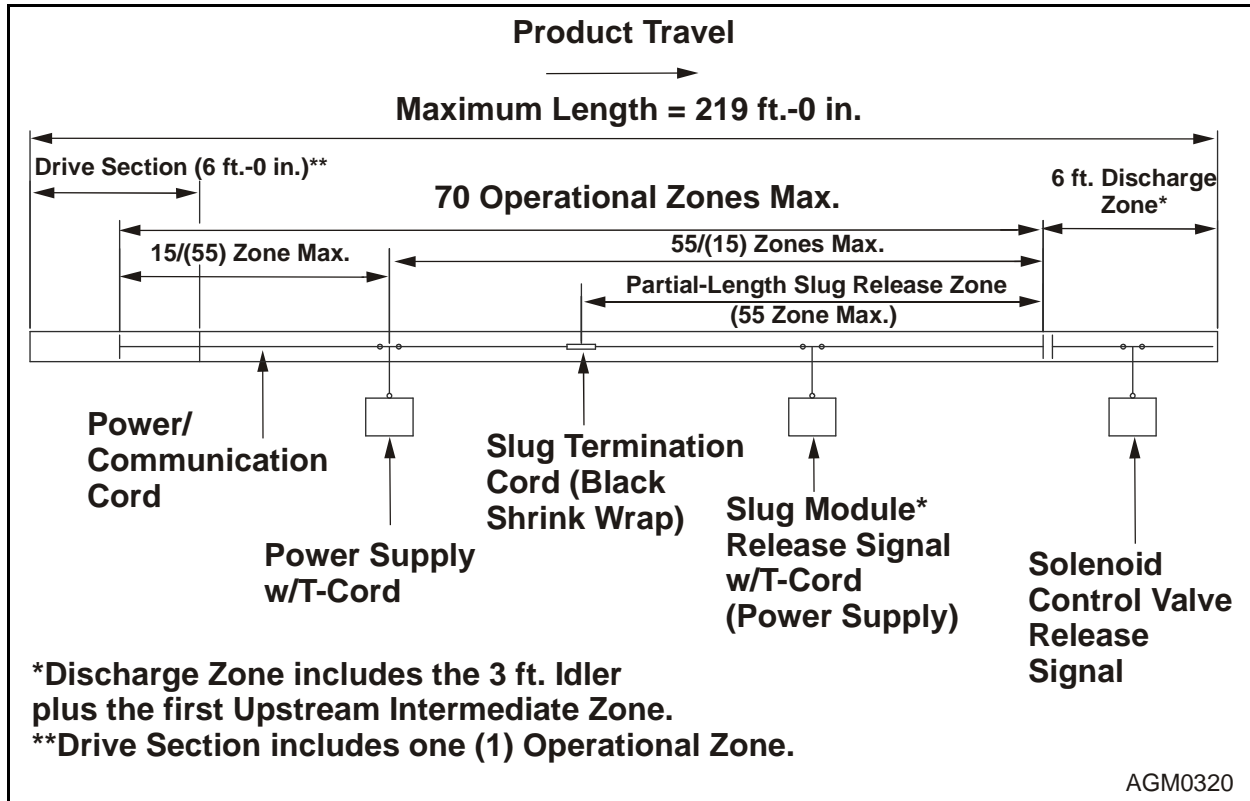 Product Travel
Maximum Length = 219 ft.-0 in.
Drive Section (6 ft.-0 in.)**
70 Operational Zones Max.
6 ft. Discharge
Zone*
15/(55) Zone Max.
55/(15) Zones Max.
Partial-Length Slug Release Zone
(55 Zone Max.)
Power/
Communication
Cord
Power Supply
w/T-Cord
Slug Termination
Cord (Black
Shrink Wrap)
Slug Module*
Release Signal
w/T-Cord
(Power Supply)
Solenoid
Control Valve
Release
Signal
*Discharge Zone includes the 3 ft. Idler
plus the first Upstream Intermediate Zone.
**Drive Section includes one (1) Operational Zone.
AGM0320